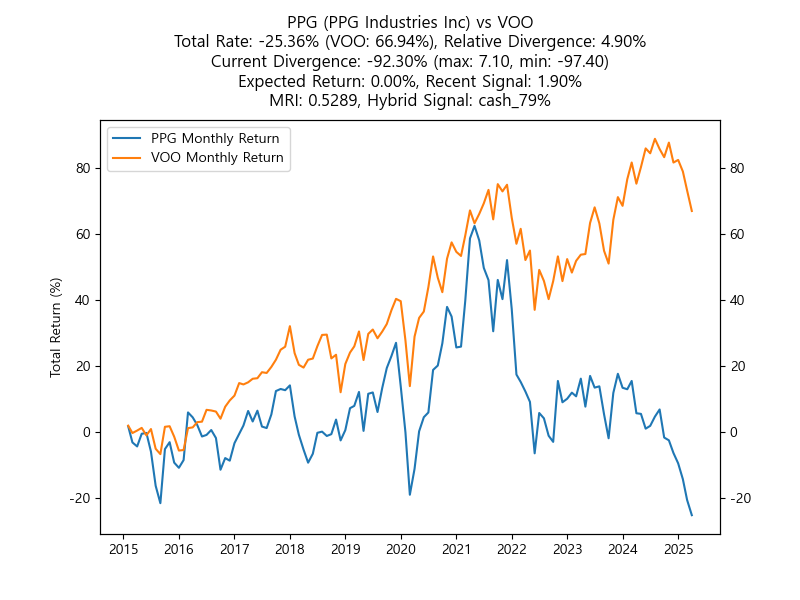 PPG (PPG Industries Inc) vs VOO
Total Rate: -25.36% (VOO: 66.94%), Relative Divergence: 4.90%
Current Divergence: -92.30% (max: 7.10, min: -97.40)
Expected Return: 0.00%, Recent Signal: 1.90%
MRI: 0.5289, Hybrid Signal: cash_79%
PPG Monthly Return
VOO Monthly Return
Total Return (%)
80
60
40
20
0
-20
80
60
40
20
0
-20
2015 2016 2017 2018 2019 2020 2021 2022 2023 2024 2025